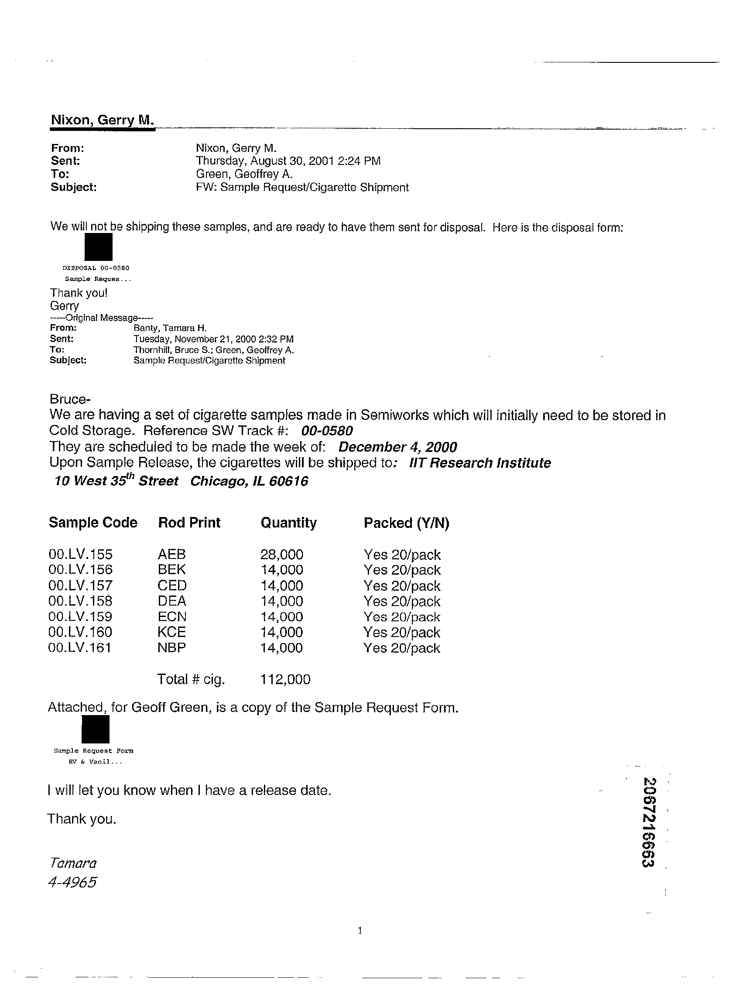 Nixon, Gerry M.
From: Nixon, Gerry M.
Sent: Thursday, August 30, 2001 2:24 PM
To: Green, Geoffrey A.
Subject: FW: Sample Request/Cigarette Shipment
We will not be shipping these samples, and are ready to have them sent for disposal. Here is the disposal form:
DISPOSAL 00-0580
Sample Reques...
Thank you!
Gerry
-----Original Message-----
From: Banty, Tamara H.
Sent: Tuesday, November 21, 2000 2:32 PM
To: Thornhill, Bruce S.; Green, Geoffrey A.
Subject: Sample Request/Cigarette Shipment
Bruce-
We are having a set of cigarette samples made in Semiworks which will initially need to be stored in
Cold Storage. Reference SW Track #: 00-0580
They are scheduled to be made the week of: December 4, 2000
Upon Sample Release, the cigarettes will be shipped to: IIT Research Institute
10 West 35th Street Chicago, IL 60616
Sample Code Rod Print Quantity Packed (Y/N)
00.LV.155 AEB 28,000 Yes 20/pack
00.LV.156 BEK 14,000 Yes 20/pack
00.LV.157 CED 14,000 Yes 20/pack
00.LV.158 DEA 14,000 Yes 20/pack
00.LV.159 ECN 14,000 Yes 20/pack
00.LV.160 KCE 14,000 Yes 20/pack
00.LV.161 NBP 14,000 Yes 20/pack
Total # cig. 112,000
Attached, for Geoff Green, is a copy of the Sample Request Form.
Sample Request Form
BV & Vanil...
I will let you know when I have a release date.
Thank you.
Tamara
4-4965
2067216663
1